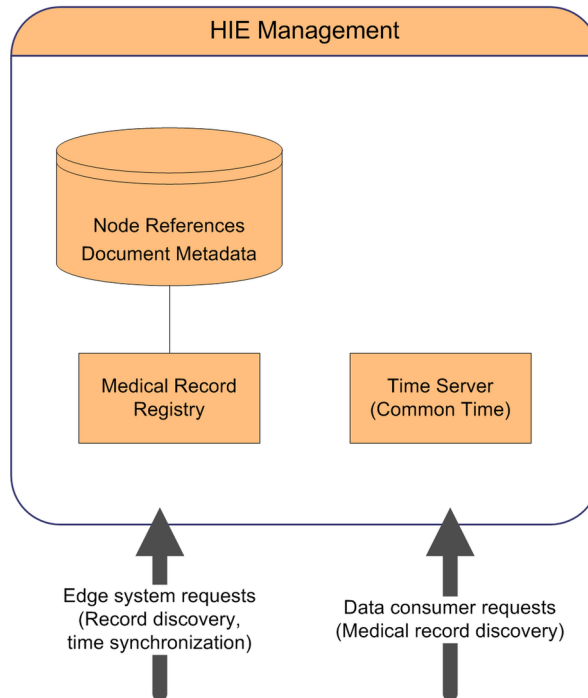 HIE Management
Node References
Document Metadata
Medical Record
Registry
Time Server
(Common Time)
Edge system requests
(Record discovery,
time synchronization)
Data consumer requests
(Medical record discovery)